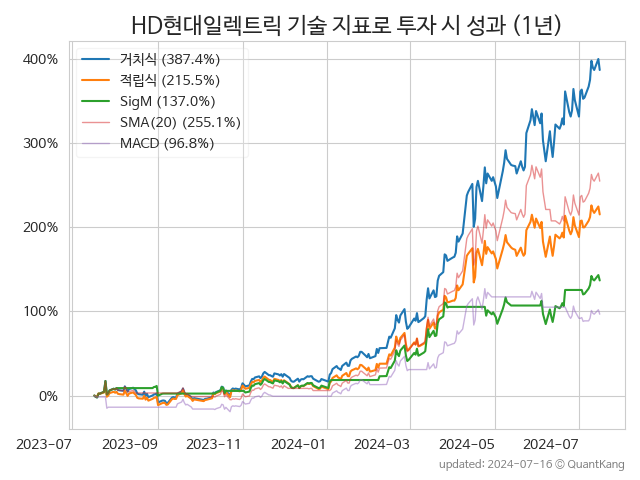 HD현대일렉트릭 기술 지표로 투자 시 성과 (1년)
400%
300%
200%
100%
0%
거치식 (387.4%)
적립식 (215.5%)
SigM (137.0%)
SMA(20) (255.1%)
MACD (96.8%)
2023-07
2023-09
2023-11
2024-01
2024-03
2024-05
2024-07
updated: 2024-07-16 © QuantKang